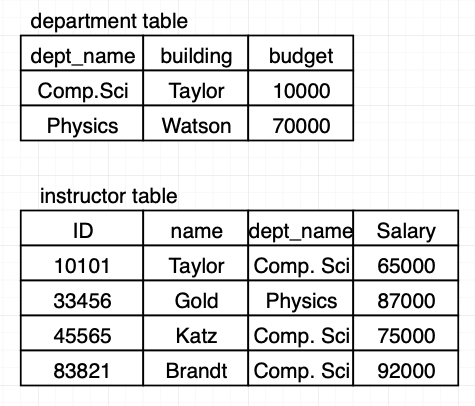 department table
dept_name building budget
Comp.Sci Taylor 10000
Physics Watson 70000
instructor table
ID name dept_name Salary
10101 Taylor Comp. Sci 65000
33456 Gold Physics 87000
45565 Katz Comp. Sci 75000
83821 Brandt Comp. Sci 92000